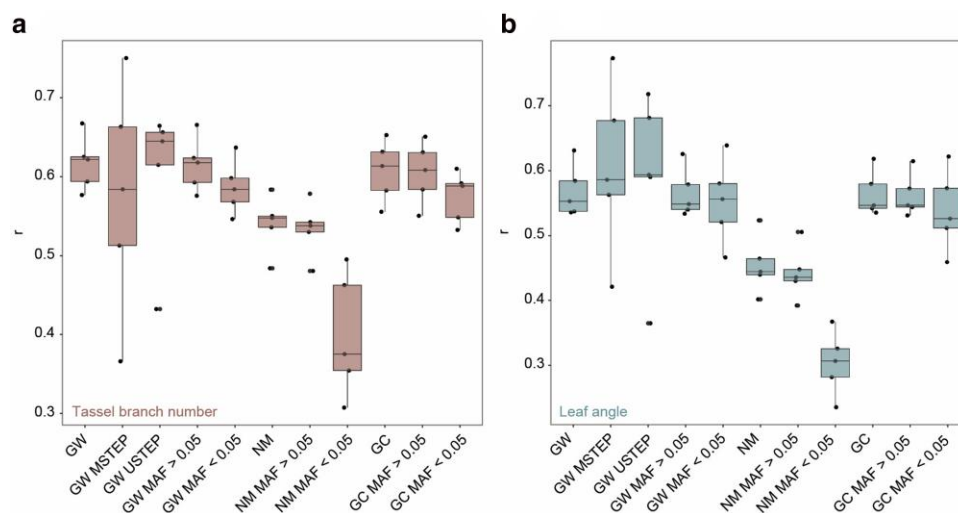 a
0.7
0.6
0.5
0.4
0.3
r
Tassel branch number
GW
GW MSTEP
GW USTEP
GW MAF > 0.05
GW MAF < 0.05
NM
NM MAF > 0.05
NM MAF < 0.05
GC
GC MAF > 0.05
GC MAF < 0.05
b
0.7
0.6
0.5
0.4
0.3
r
Leaf angle
GW
GW MSTEP
GW USTEP
GW MAF > 0.05
GW MAF < 0.05
NM
NM MAF > 0.05
NM MAF < 0.05
GC
GC MAF > 0.05
GC MAF < 0.05